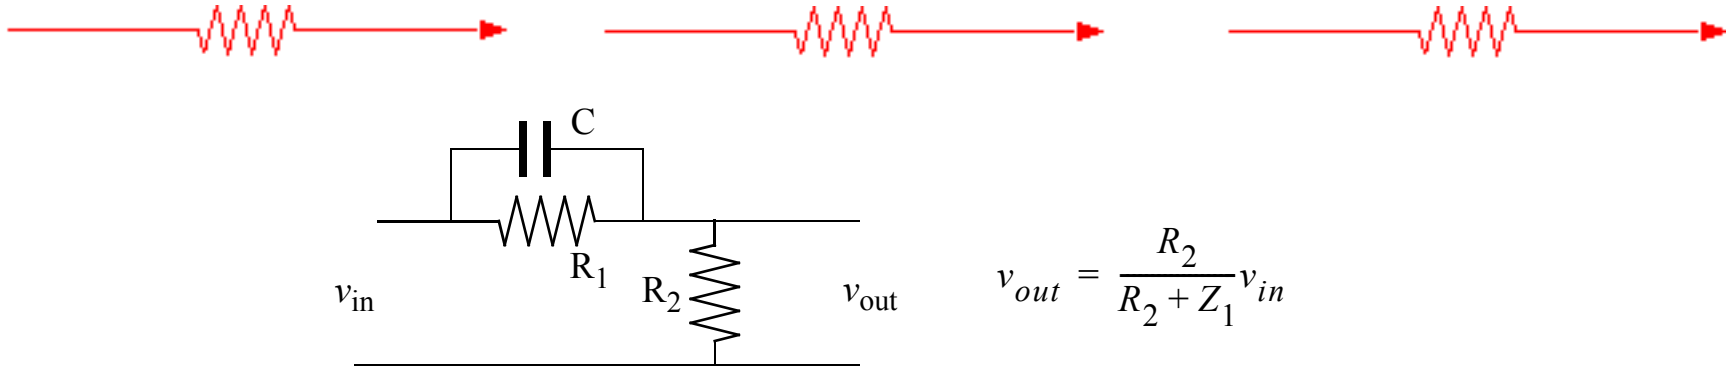 C
R1
vin
R2
vout
vout = R2 / (R2 + Z1) vin